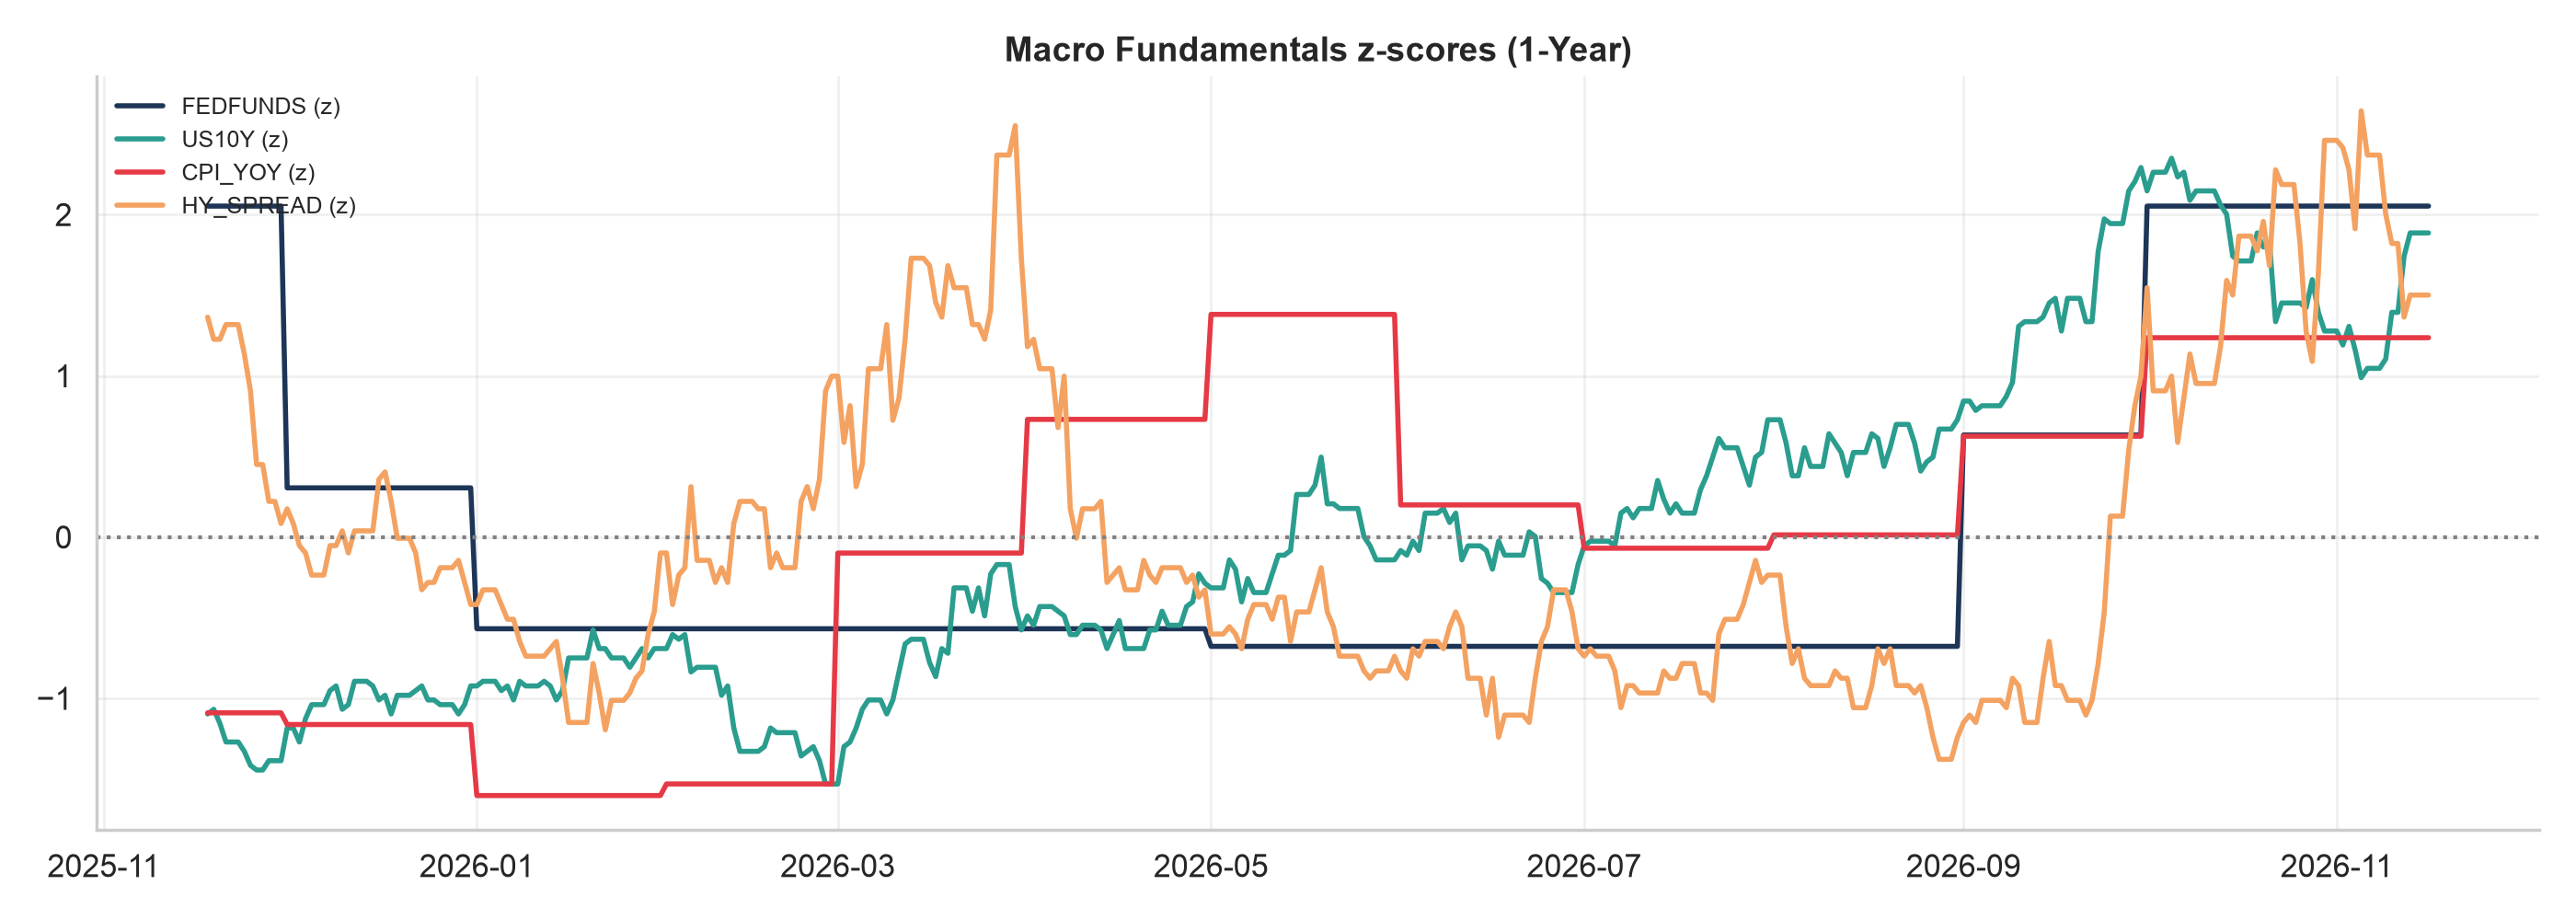 Macro Fundamentals z-scores (1-Year)
FEDFUNDS (z)
US10Y (z)
CPI_YOY (z)
HY_SPREAD (z)
2
1
0
−1
2025-11 2026-01 2026-03 2026-05 2026-07 2026-09 2026-11